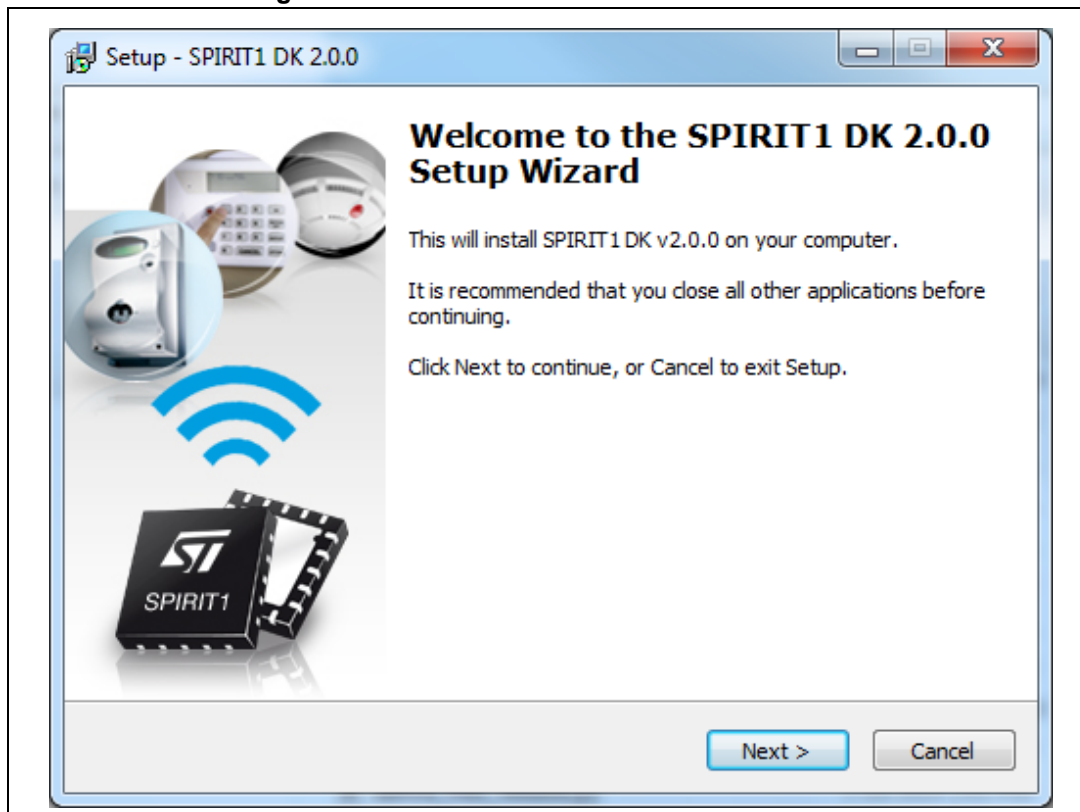 Setup - SPIRIT1 DK 2.0.0
Welcome to the SPIRIT1 DK 2.0.0
Setup Wizard
This will install SPIRIT1 DK v2.0.0 on your computer.
It is recommended that you close all other applications before
continuing.
Click Next to continue, or Cancel to exit Setup.
ST
SPIRIT1
Next >
Cancel